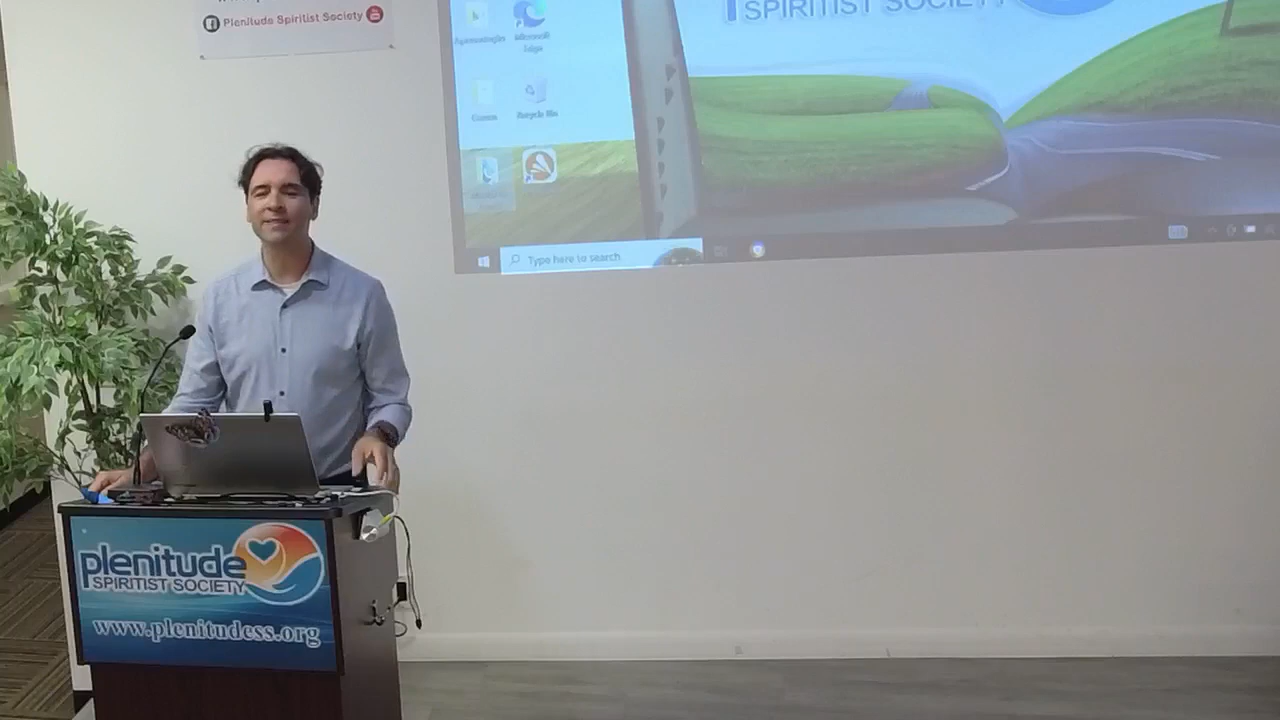 Plenitude Spiritist Society
SPIRITIST SOCIETY
Microsoft
Edge
Recycle Bin
Type here to search
plenitude
SPIRITIST SOCIETY
www.plenitudess.org